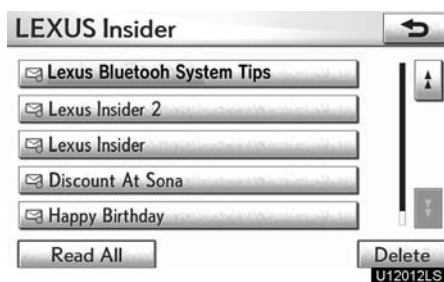 LEXUS Insider
Lexus Bluetooh System Tips
Lexus Insider 2
Lexus Insider
Discount At Sona
Happy Birthday
Read All
Delete
U12012LS